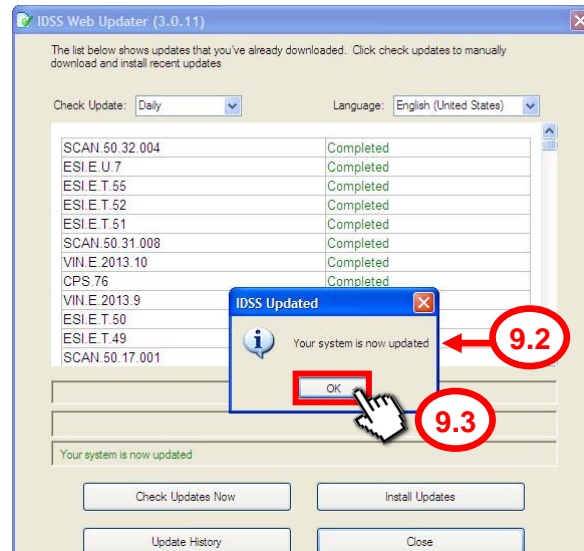 IDSS Web Updater (3.0.11)
The list below shows updates that you've already downloaded. Click check updates to manually
download and install recent updates
Check Update: Daily Language: English (United States)
SCAN.50.32.004 Completed
ESI.E.U.7 Completed
ESI.E.T.55 Completed
ESI.E.T.52 Completed
ESI.E.T.51 Completed
SCAN.50.31.008 Completed
VIN.E.2013.10 Completed
CPS.76 Completed
VIN.E.2013.9
ESI.E.T.50
ESI.E.T.49
SCAN.50.17.001
IDSS Updated
Your system is now updated
9.2
OK
9.3
Your system is now updated
Check Updates Now Install Updates
Update History Close